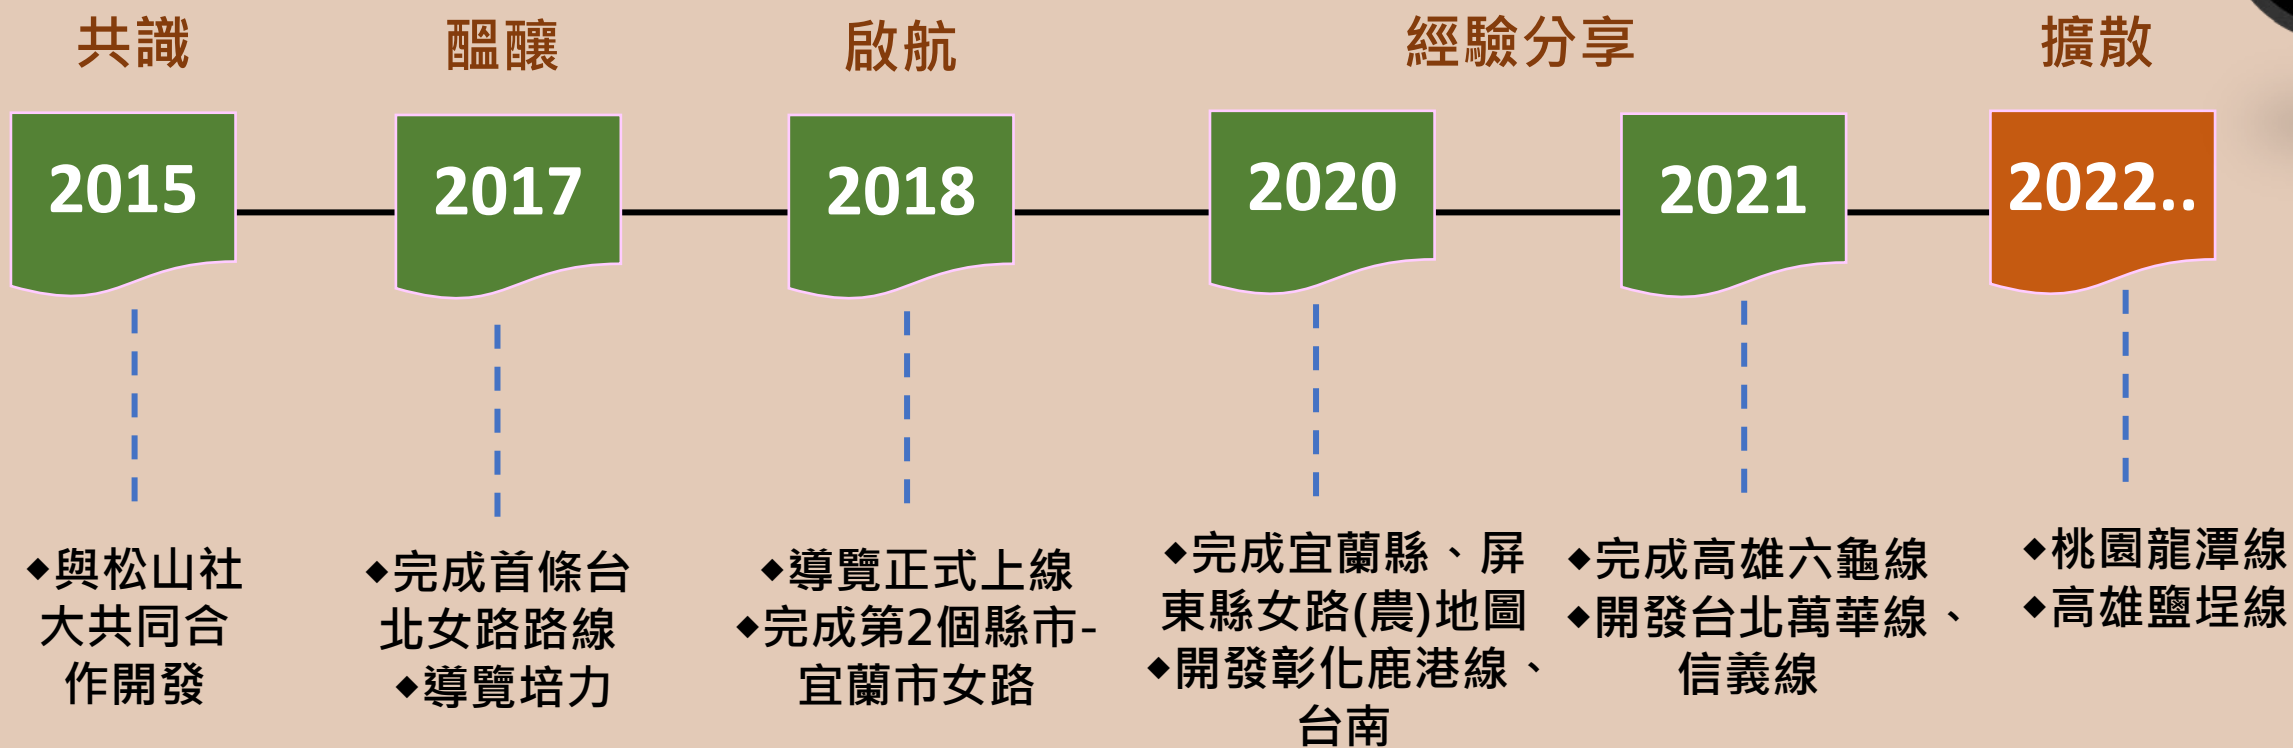 共識
醞釀
啟航
經驗分享
擴散
2015
2017
2018
2020
2021
2022..
◆與松山社
大共同合
作開發
◆完成首條台
北女路路線
◆導覽培力
◆導覽正式上線
◆完成第2個縣市-
宜蘭市女路
◆完成宜蘭縣、屏
東縣女路(農)地圖
◆開發彰化鹿港線、
台南
◆完成高雄六龜線
◆開發台北萬華線、
信義線
◆桃園龍潭線
◆高雄鹽埕線